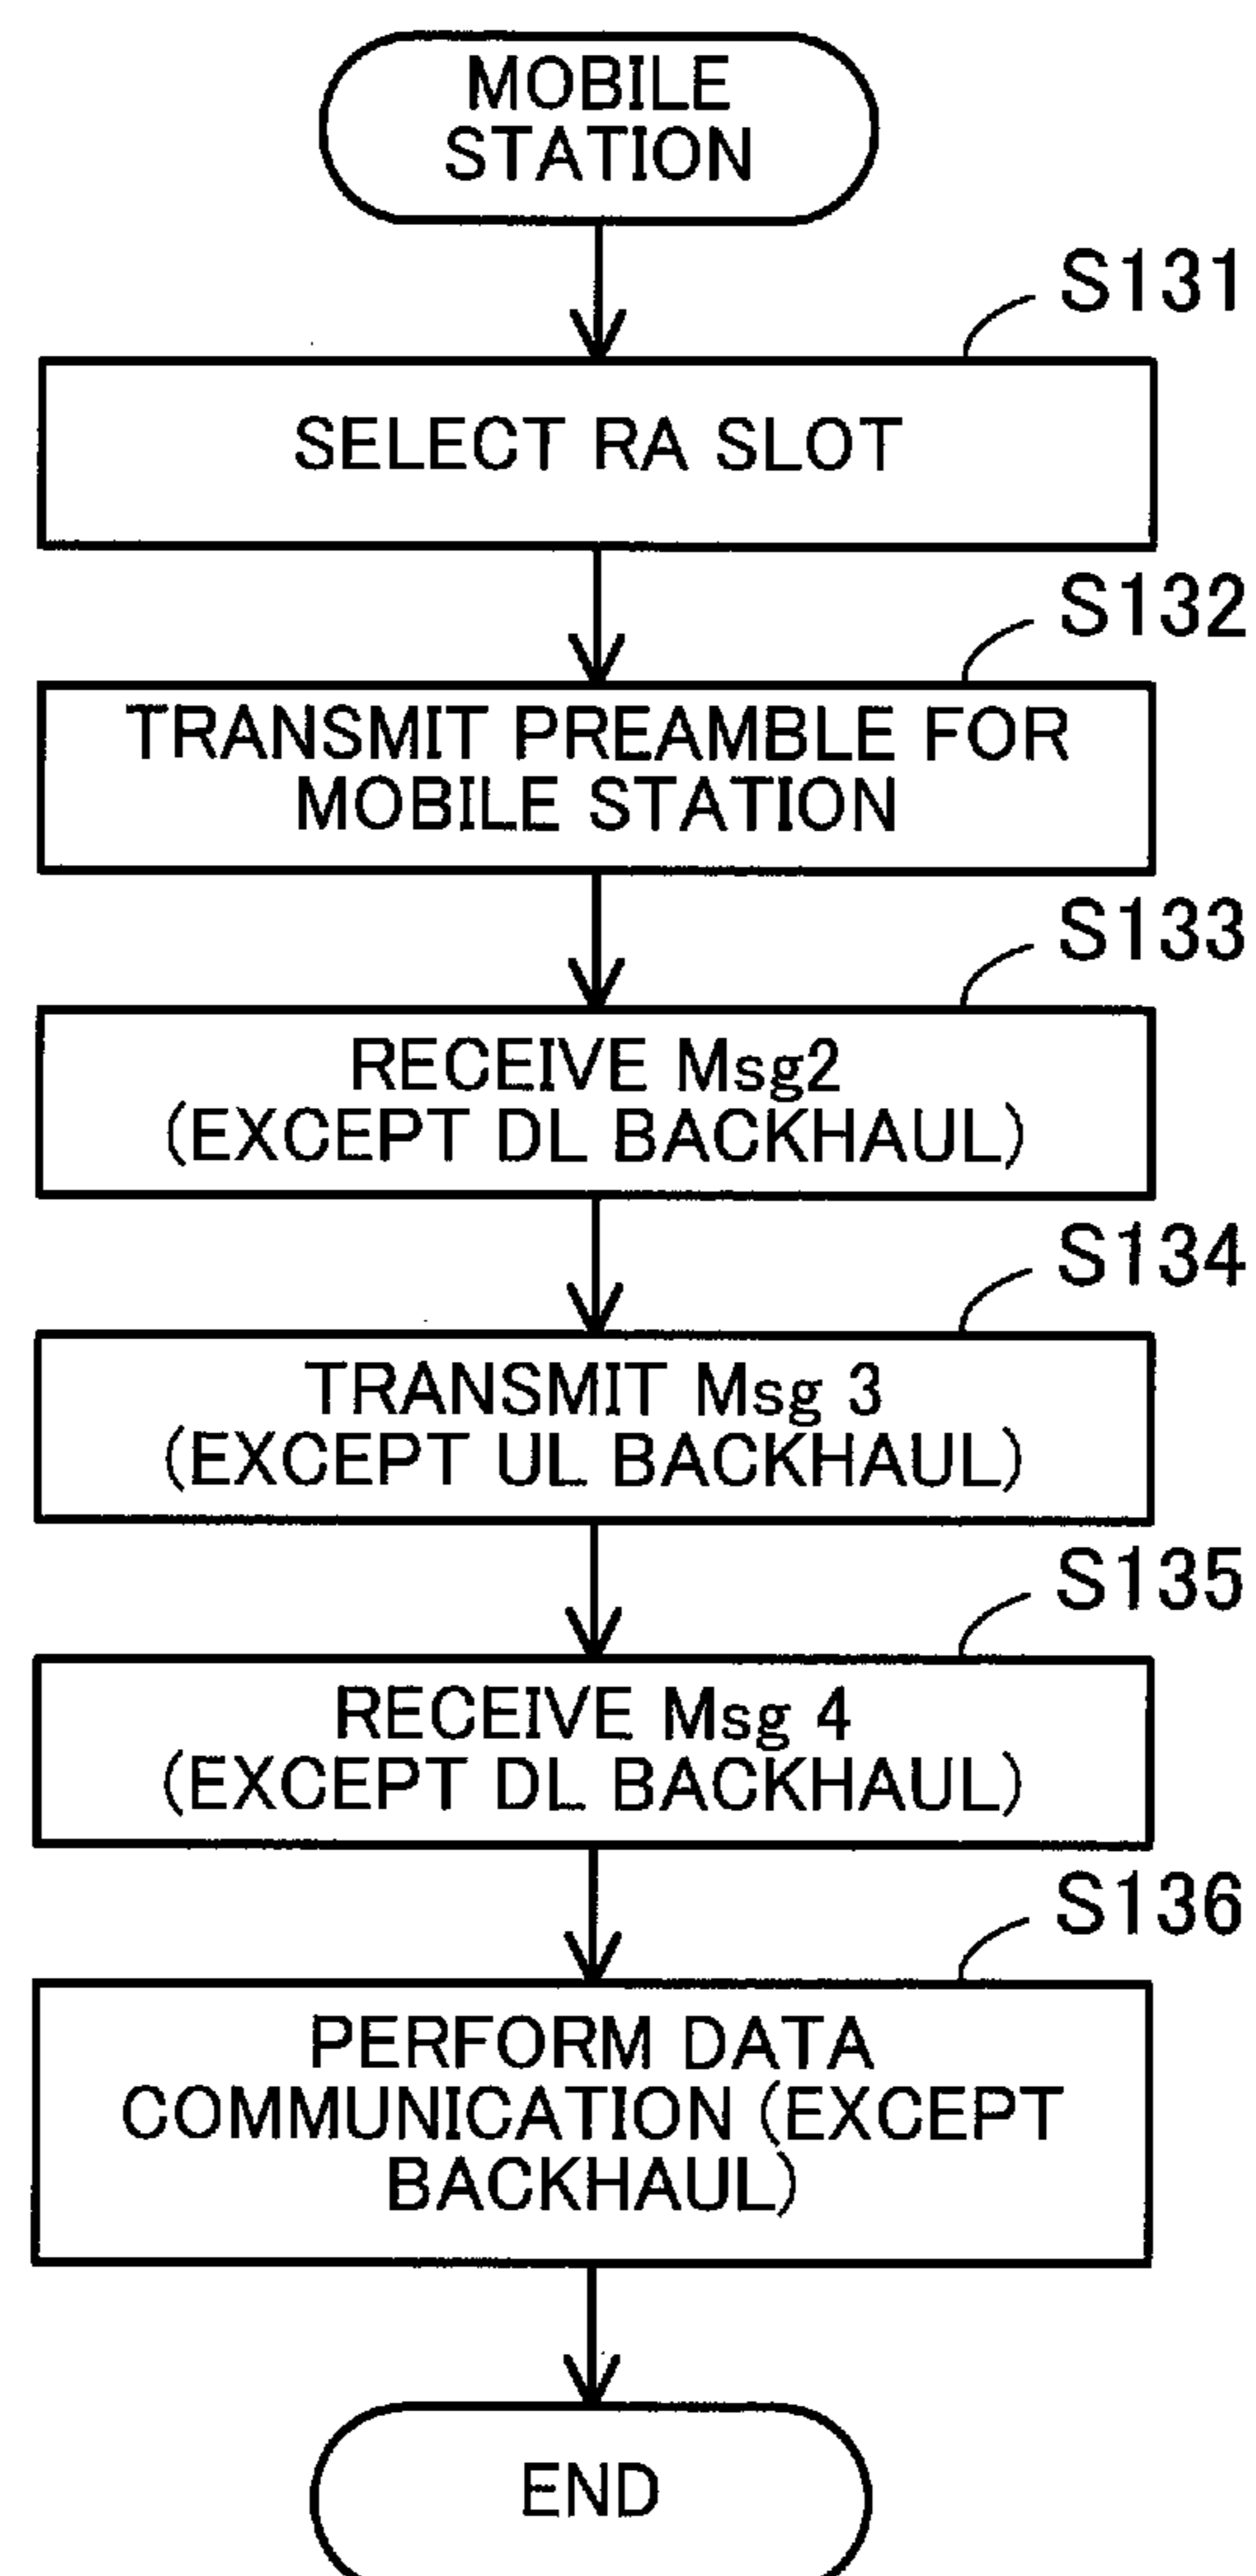 MOBILE
STATION
S131
SELECT RA SLOT
S132
TRANSMIT PREAMBLE FOR
MOBILE STATION
S133
RECEIVE Msg2
(EXCEPT DL BACKHAUL)
S134
TRANSMIT Msg 3
(EXCEPT UL BACKHAUL)
S135
RECEIVE Msg 4
(EXCEPT DL BACKHAUL)
S136
PERFORM DATA
COMMUNICATION (EXCEPT
BACKHAUL)
END